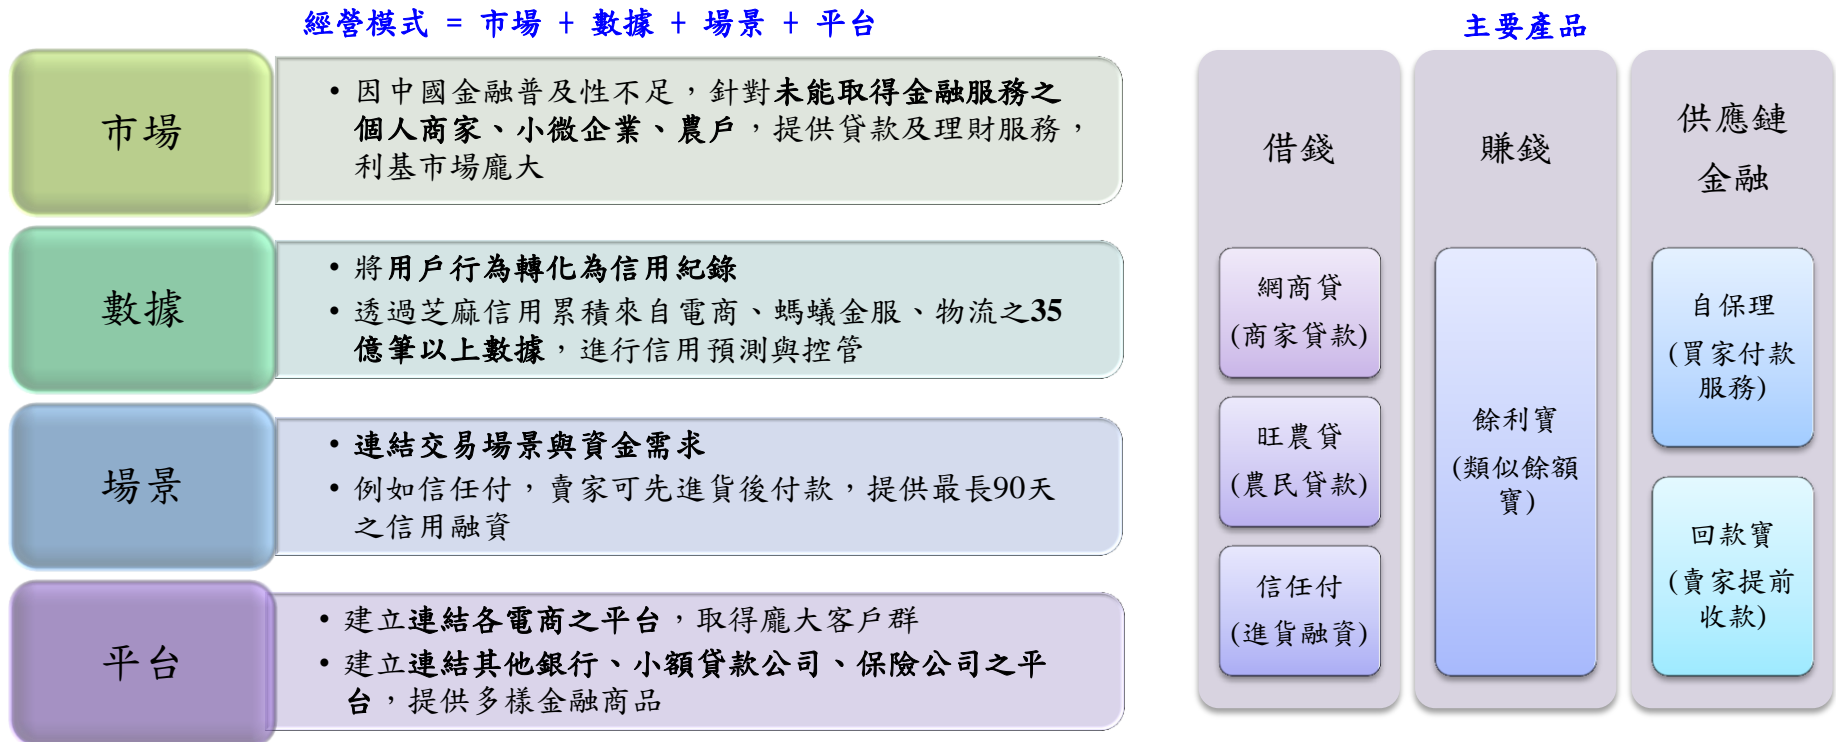 經營模式 = 市場 + 數據 + 場景 + 平台
市場
• 因中國金融普及性不足，針對未能取得金融服務之
個人商家、小微企業、農戶，提供貸款及理財服務，
利基市場龐大
數據
• 將用戶行為轉化為信用紀錄
• 透過芝麻信用累積來自電商、螞蟻金服、物流之35
億筆以上數據，進行信用預測與控管
場景
• 連結交易場景與資金需求
• 例如信任付，賣家可先進貨後付款，提供最長90天
之信用融資
平台
• 建立連結各電商之平台，取得龐大客戶群
• 建立連結其他銀行、小額貸款公司、保險公司之平
台，提供多樣金融商品
主要產品
借錢
網商貸
(商家貸款)
旺農貸
(農民貸款)
信任付
(進貨融資)
賺錢
餘利寶
(類似餘額
寶)
供應鏈
金融
自保理
(買家付款
服務)
回款寶
(賣家提前
收款)